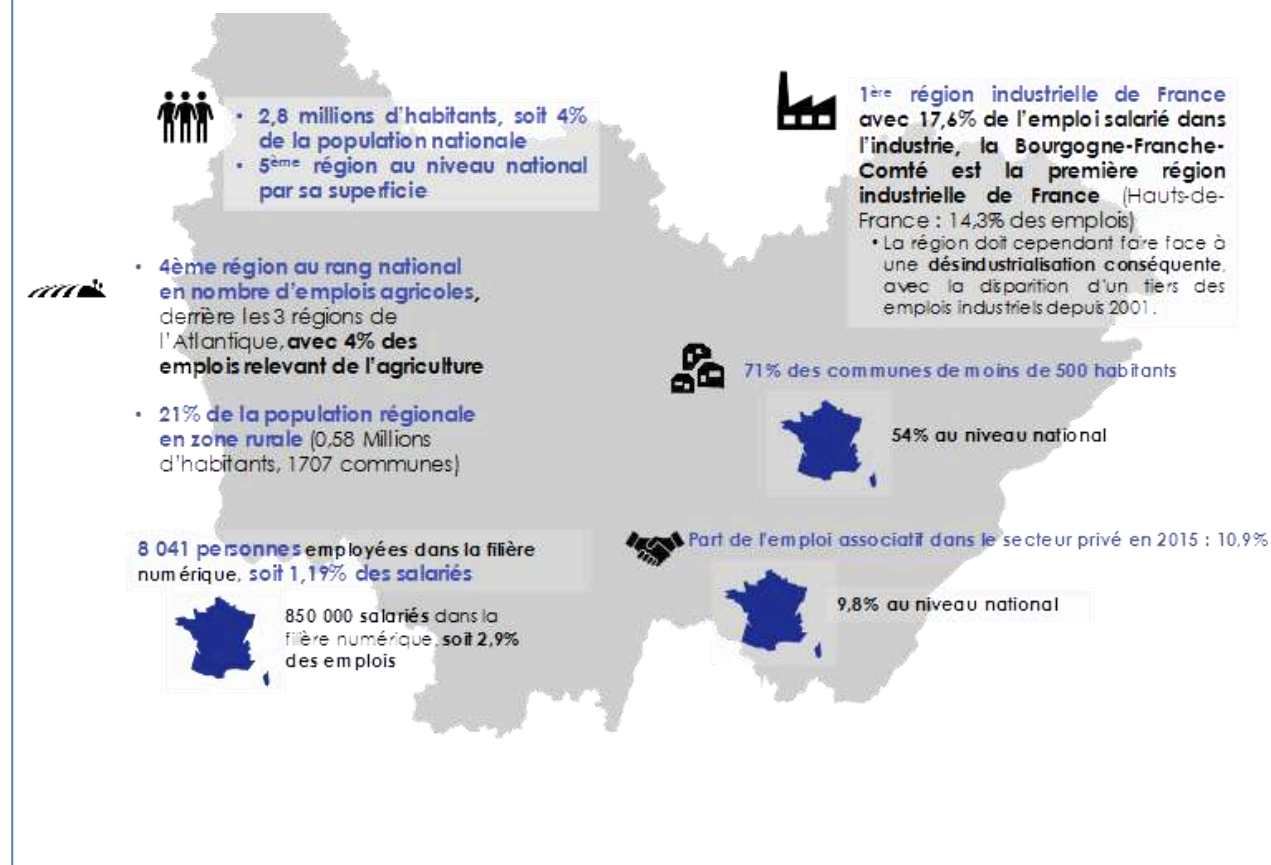 • 2,8 millions d'habitants, soit 4%
de la population nationale
• 5ème région au niveau national
par sa superficie
1ère région industrielle de France
avec 17,6% de l'emploi salarié dans
l'industrie, la Bourgogne-Franche-
Comté est la première région
industrielle de France (Hauts-de-
France : 14,3% des emplois)
• La région doit cependant faire face à
une désindustrialisation conséquente,
avec la disparition d'un tiers des
emplois industriels depuis 2001.
• 4ème région au rang national
en nombre d'emplois agricoles,
derrière les 3 régions de
l'Atlantique, avec 4% des
emplois relevant de l'agriculture
• 21% de la population régionale
en zone rurale (0,58 Millions
d'habitants, 1707 communes)
71% des communes de moins de 500 habitants
54% au niveau national
8 041 personnes employées dans la filière
numérique, soit 1,19% des salariés
850 000 salariés dans la
filière numérique, soit 2,9%
des emplois
Part de l'emploi associatif dans le secteur privé en 2015 : 10,9%
9,8% au niveau national